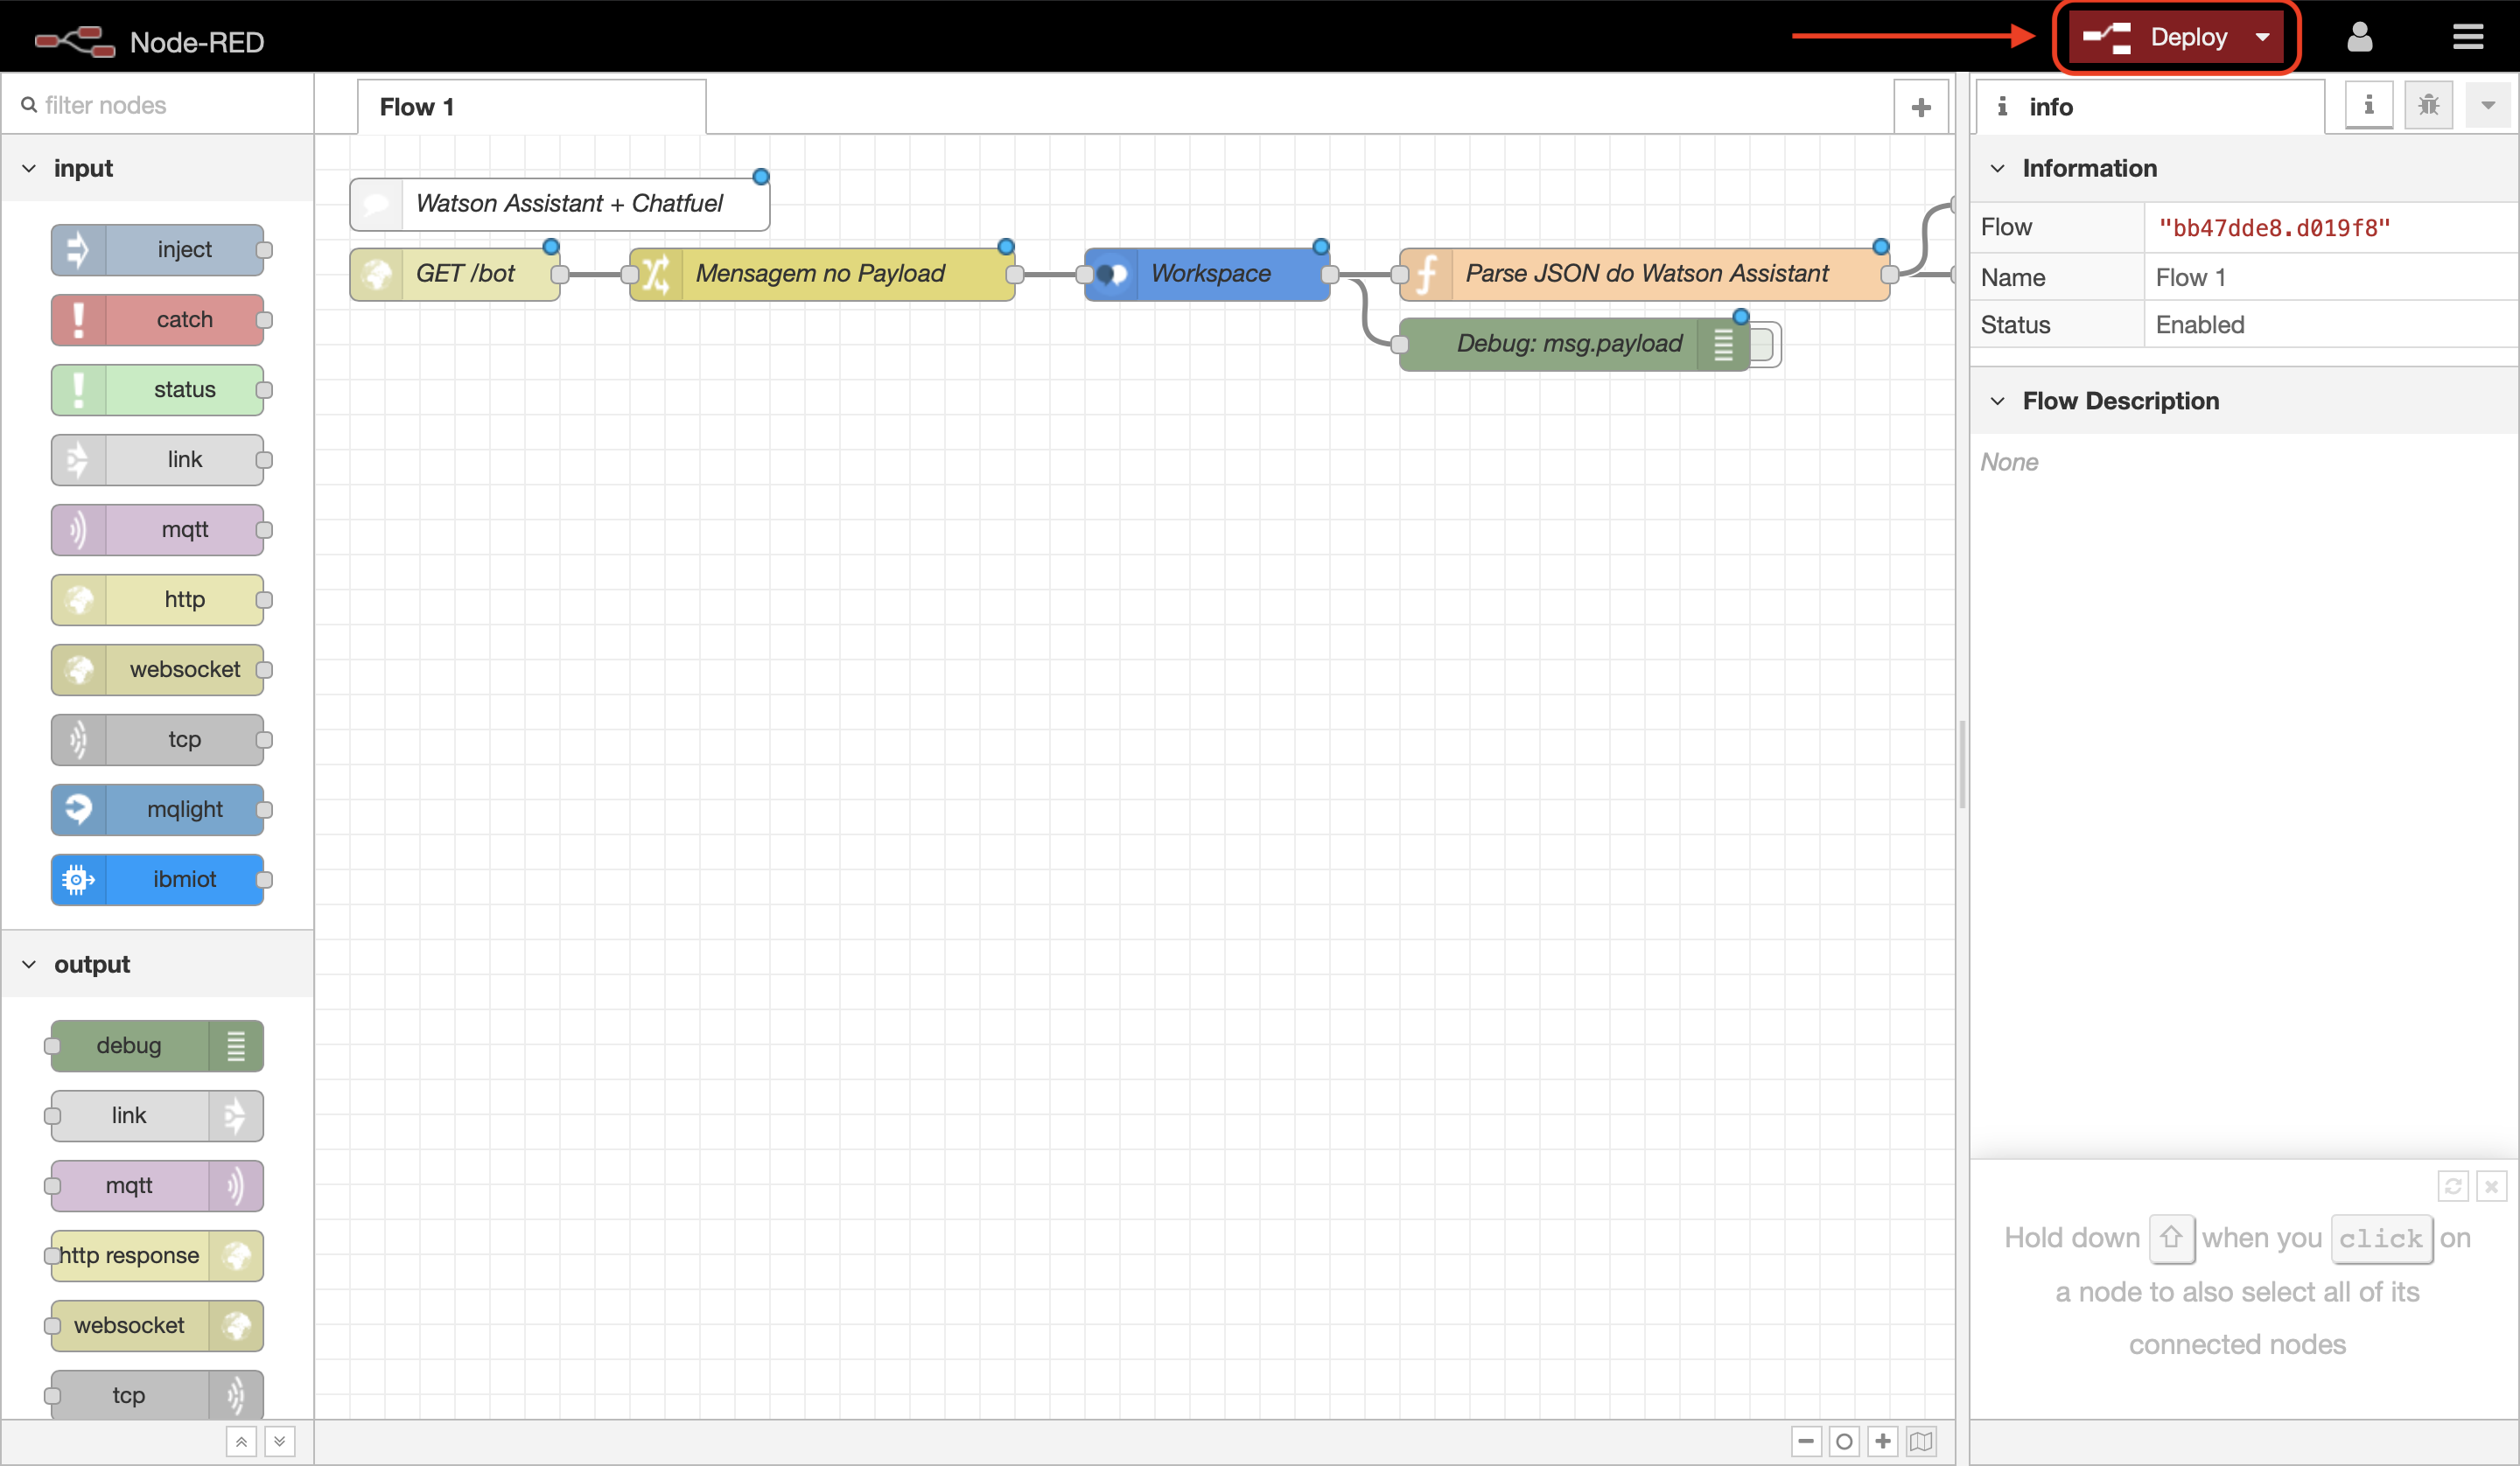 Node-RED
Deploy
filter nodes
Flow 1
info
input
inject
catch
status
link
mqtt
http
websocket
tcp
mqlight
ibmiot
output
debug
link
mqtt
http response
websocket
tcp
Watson Assistant + Chatfuel
GET /bot
Mensagem no Payload
Workspace
Parse JSON do Watson Assistant
Debug: msg.payload
Information
Flow "bb47dde8.d019f8"
Name Flow 1
Status Enabled
Flow Description
None
Hold down ⇧ when you click on
a node to also select all of its
connected nodes